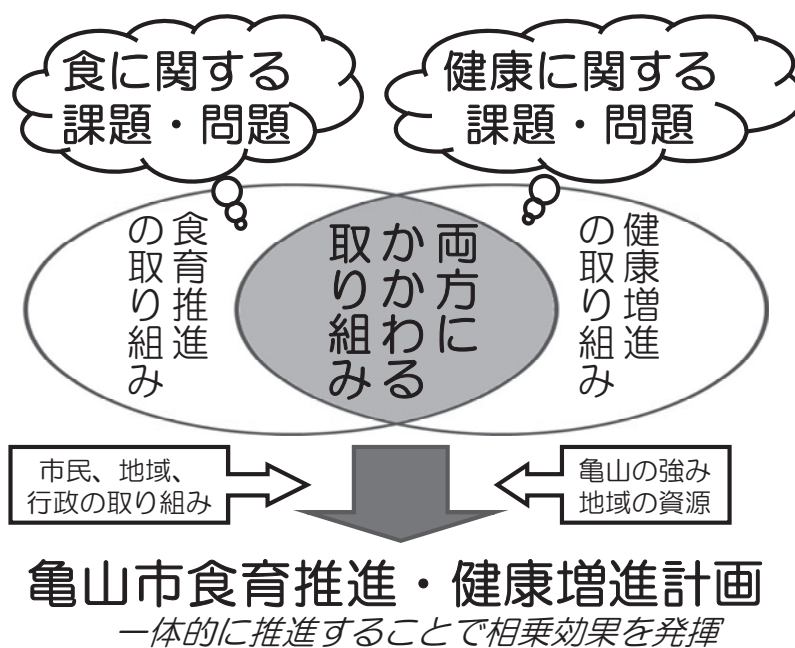 食に関する
課題・問題
健康に関する
課題・問題
食育推進
の取り組み
両方に
かかわる
取り組み
健康増進
の取り組み
市民、地域、
行政の取り組み
亀山の強み
地域の資源
亀山市食育推進・健康増進計画
一体的に推進することで相乗効果を発揮